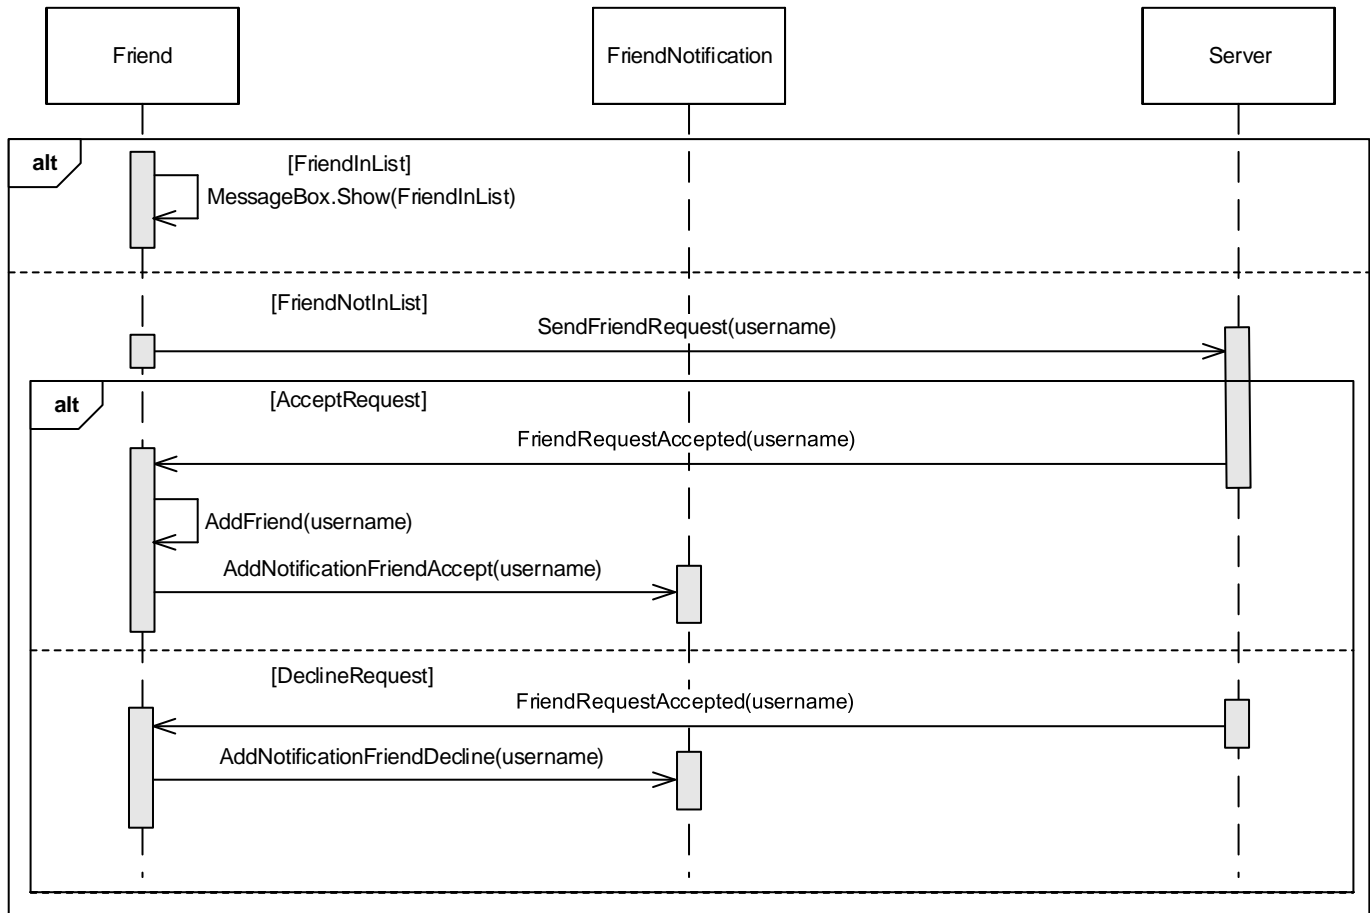 Friend
FriendNotification
Server
alt
[FriendInList]
MessageBox.Show(FriendInList)
[FriendNotInList]
SendFriendRequest(username)
alt
[AcceptRequest]
FriendRequestAccepted(username)
AddFriend(username)
AddNotificationFriendAccept(username)
[DeclineRequest]
FriendRequestAccepted(username)
AddNotificationFriendDecline(username)